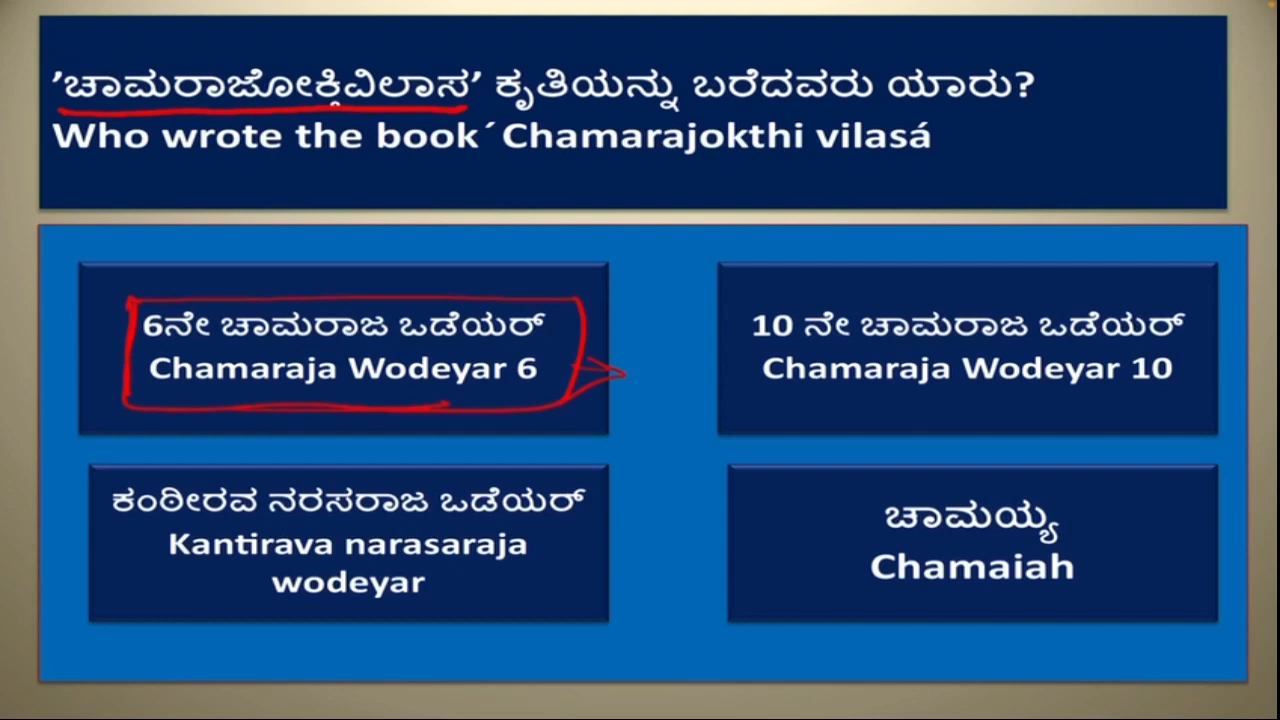 ’ಚಾಮರಾಜೋಕ್ತಿವಿಲಾಸ’ ಕೃತಿಯನ್ನು ಬರೆದವರು ಯಾರು?
Who wrote the book´Chamarajokthi vilasá
6ನೇ ಚಾಮರಾಜ ಒಡೆಯರ್
Chamaraja Wodeyar 6
10 ನೇ ಚಾಮರಾಜ ಒಡೆಯರ್
Chamaraja Wodeyar 10
ಕಂಠೀರವ ನರಸರಾಜ ಒಡೆಯರ್
Kantirava narasaraja
wodeyar
ಚಾಮಯ್ಯ
Chamaiah